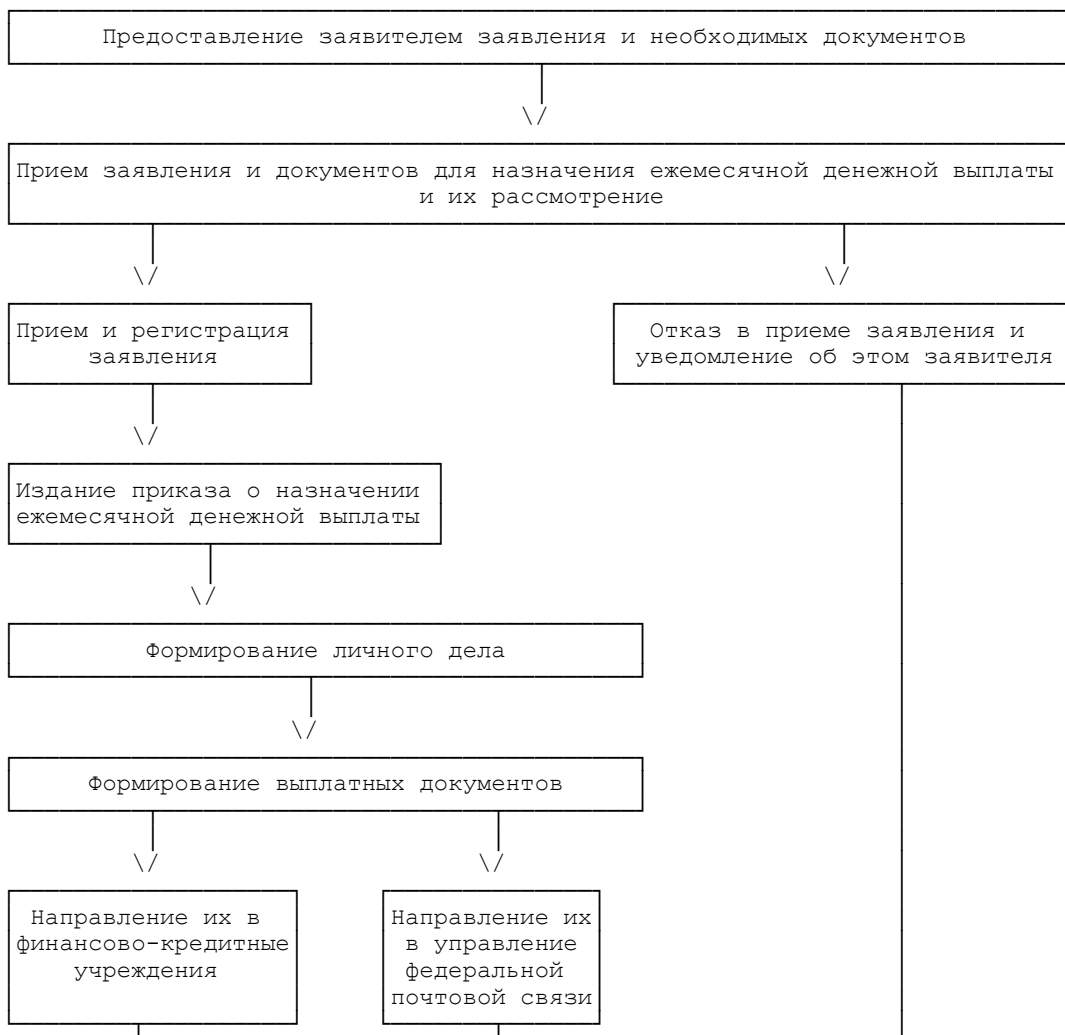 Предоставление заявителем заявления и необходимых документов
Прием заявления и документов для назначения ежемесячной денежной выплаты
и их рассмотрение
Прием и регистрация
заявления
Отказ в приеме заявления и
уведомление об этом заявителя
Издание приказа о назначении
ежемесячной денежной выплаты
Формирование личного дела
Формирование выплатных документов
Направление их в
финансово-кредитные
учреждения
Направление их
в управление
федеральной
почтовой связи